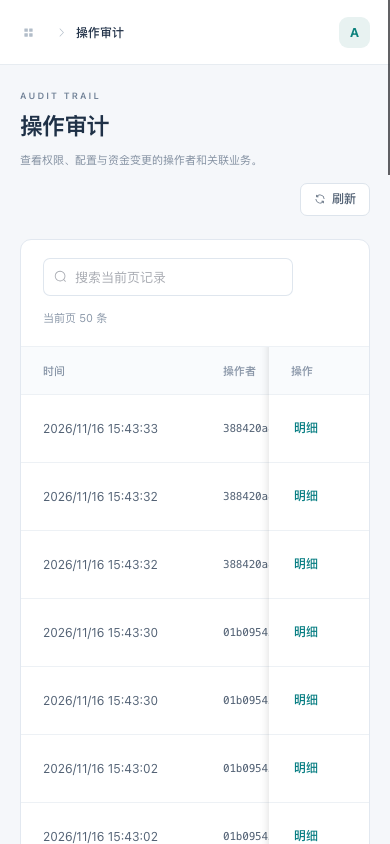 操作审计
A
AUDIT TRAIL
操作审计
查看权限、配置与资金变更的操作者和关联业务。
刷新
搜索当前页记录
当前页 50 条
时间 操作者 操作
2026/11/16 15:43:33 388420a 明细
2026/11/16 15:43:32 388420a 明细
2026/11/16 15:43:32 388420a 明细
2026/11/16 15:43:30 01b0954 明细
2026/11/16 15:43:30 01b0954 明细
2026/11/16 15:43:02 01b0954 明细
2026/11/16 15:43:02 01b0954 明细